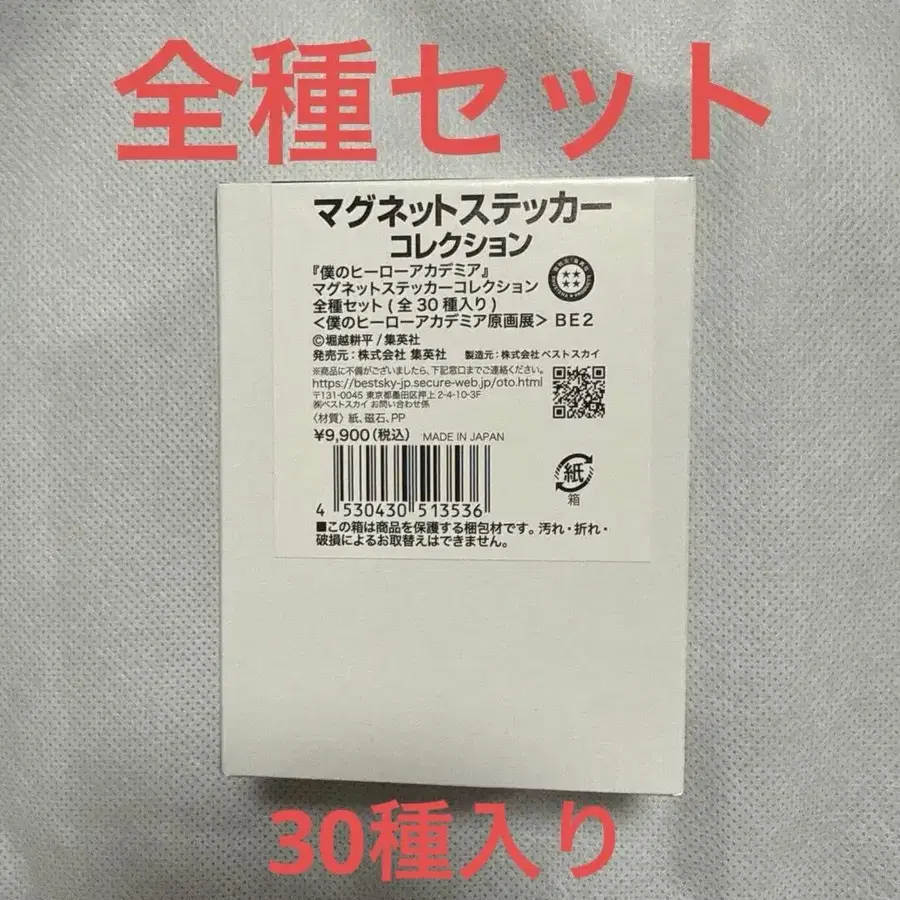 全種セット
マグネットステッカー
コレクション
『僕のヒーローアカデミア』
マグネットステッカーコレクション
全種セット(全30種入り)
<僕のヒーローアカデミア原画展> BE2
©堀越耕平/集英社
発売元:株式会社 集英社 製造元:株式会社 ベストスカイ
※商品に不備がございましたら、下記窓口までご連絡ください。
https://bestsky-jp.secure-web.jp/oto.html
〒131-0045 東京都墨田区押上 2-4-10-3F
㈱ベストスカイ お問い合わせ係
〈材質〉紙、磁石、PP
¥9,900(税込) MADE IN JAPAN
紙
箱
4 530430 513536
■この箱は商品を保護する梱包材です。汚れ・折れ・
破損によるお取替えはできません。
30種入り